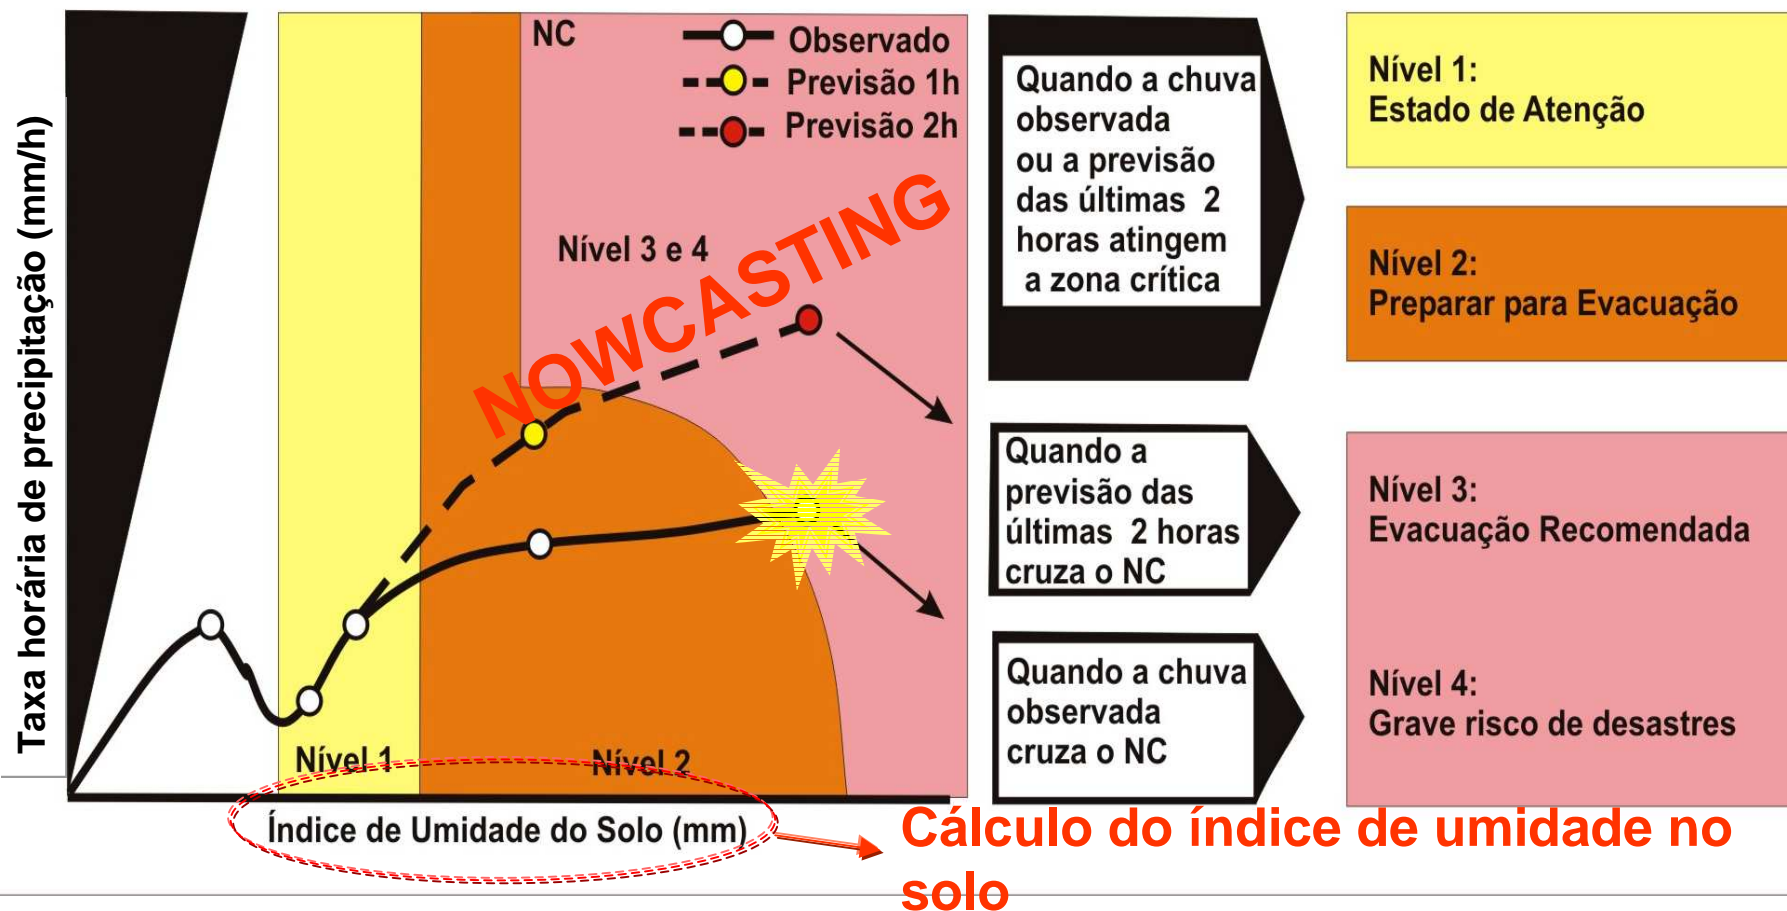 Taxa horária de precipitação (mm/h)
NC
Observado
Previsão 1h
Previsão 2h
NOWCASTING
Nível 3 e 4
Nível 1
Nível 2
Índice de Umidade do Solo (mm)
Quando a chuva
observada
ou a previsão
das últimas 2
horas atingem
a zona crítica
Quando a
previsão das
últimas 2 horas
cruza o NC
Quando a chuva
observada
cruza o NC
Nível 1:
Estado de Atenção
Nível 2:
Preparar para Evacuação
Nível 3:
Evacuação Recomendada
Nível 4:
Grave risco de desastres
Cálculo do índice de umidade no
solo